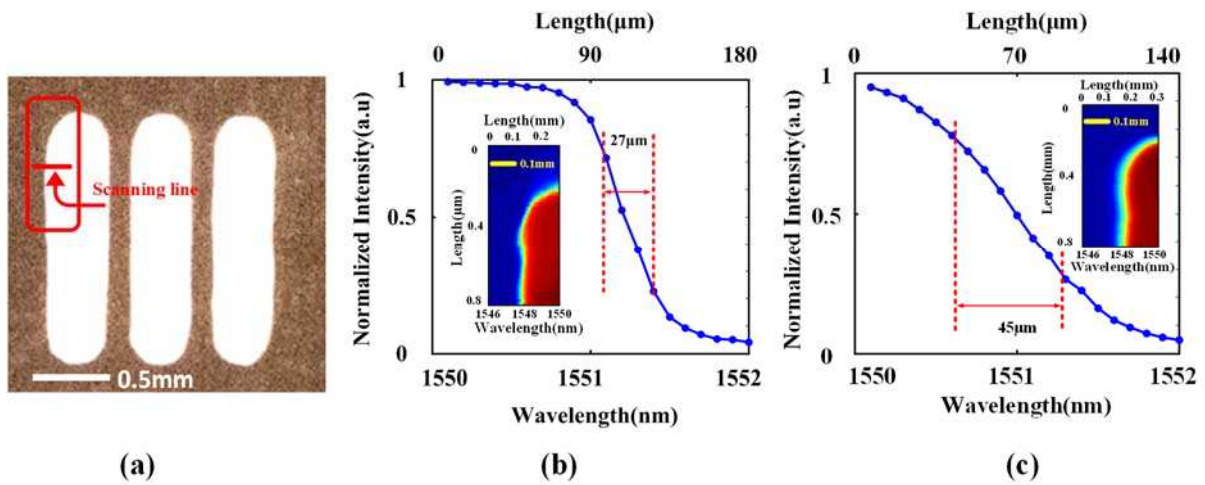 Scanning line
0.5mm
(a)
Length(μm)
0
90
180
Normalized Intensity(a.u)
1
0.5
0
27μm
Length(mm)
0 0.1 0.2
0.1mm
Length(μm)
0
0.4
0.8
1546 1548 1550
Wavelength(nm)
1550
1551
1552
Wavelength(nm)
(b)
Length(μm)
0
70
140
Normalized Intensity(a.u)
1
0.5
0
45μm
Length(mm)
0 0.1 0.2 0.3
0.1mm
Length(mm)
0
0.4
0.8
1546 1548 1550
Wavelength(nm)
1550
1551
1552
Wavelength(nm)
(c)